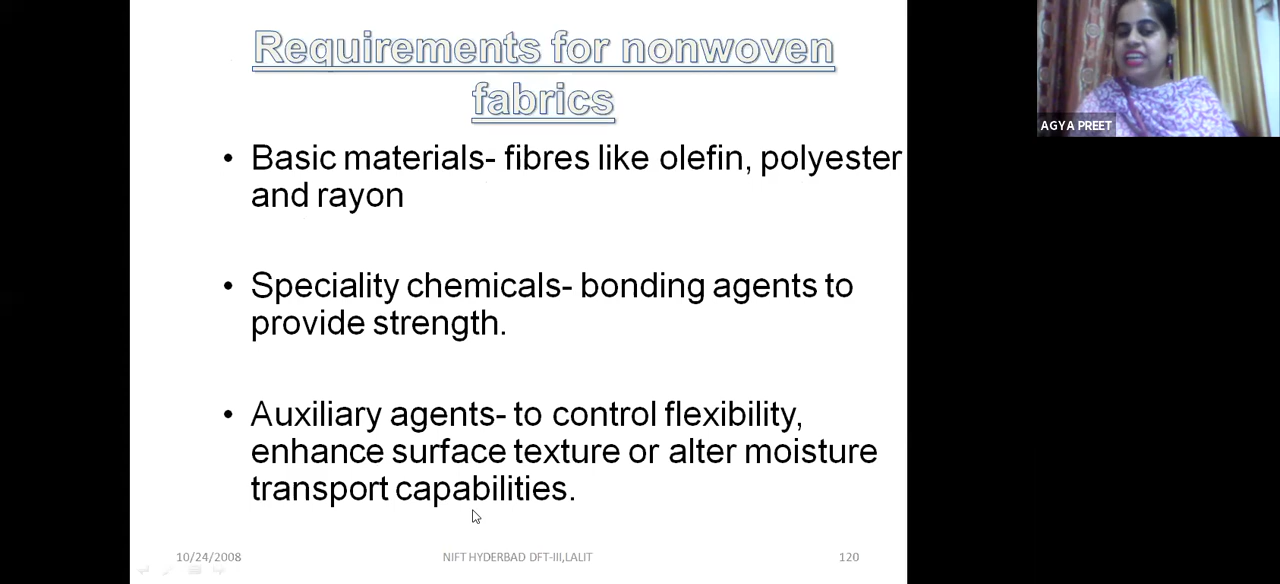 Requirements for nonwoven
fabrics
• Basic materials- fibres like olefin, polyester
and rayon
• Speciality chemicals- bonding agents to
provide strength.
• Auxiliary agents- to control flexibility,
enhance surface texture or alter moisture
transport capabilities.
10/24/2008
NIFT HYDERBAD DFT-III,LALIT
120
AGYA PREET